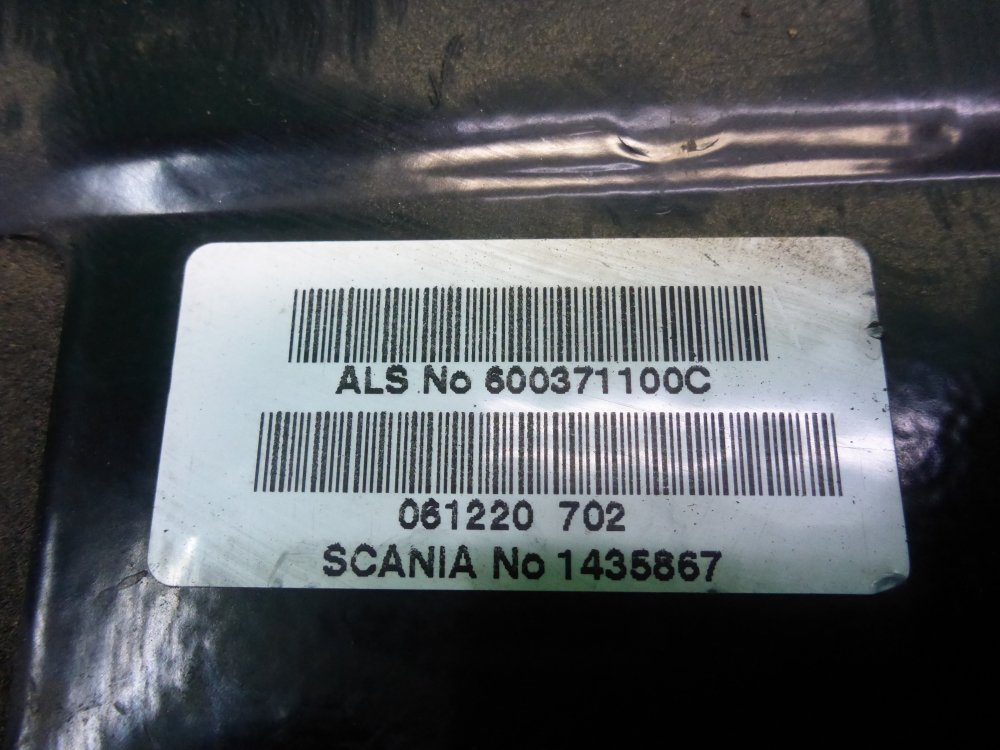 ALS No 600371100C
061220 702
SCANIA No 1435867